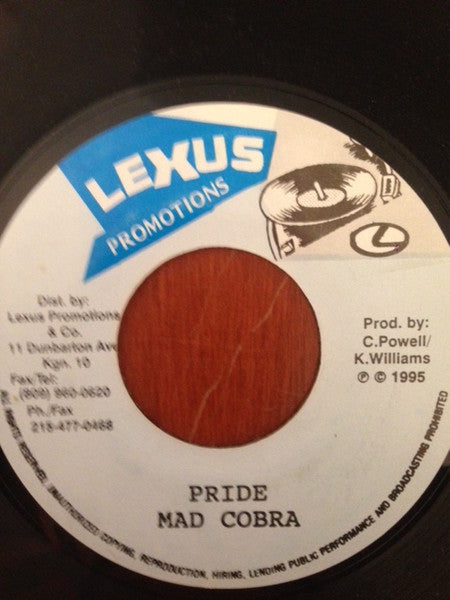 LEXUS
PROMOTIONS
L
Dist. by:
Lexus Promotions
& Co.
11 Dunbarton Ave
Kgn. 10
Fax/Tel:
(809) 960-0620
Ph./Fax
215-477-0468
Prod. by:
C.Powell/
K.Williams
℗ © 1995
PRIDE
MAD COBRA
RIGHTS RESERVED, UNAUTHORIZED COPYING, REPRODUCTION, HIRING, LENDING PUBLIC PERFORMANCE AND BROADCASTING PROHIBITED